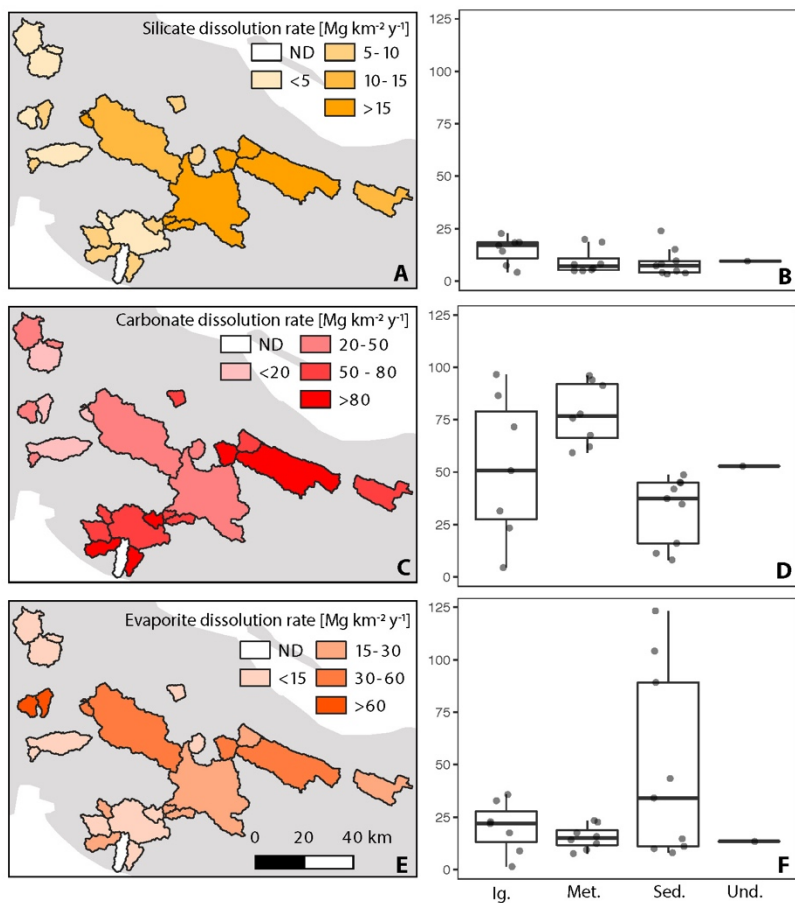 Silicate dissolution rate [Mg km⁻² y⁻¹]
ND
5-10
<5
10-15
>15
A
125
100
75
50
25
0
B
Carbonate dissolution rate [Mg km⁻² y⁻¹]
ND
20-50
<20
50 - 80
>80
C
125
100
75
50
25
0
D
Evaporite dissolution rate [Mg km⁻² y⁻¹]
ND
15-30
<15
30-60
>60
0 20 40 km
E
125
100
75
50
25
0
F
Ig. Met. Sed. Und.